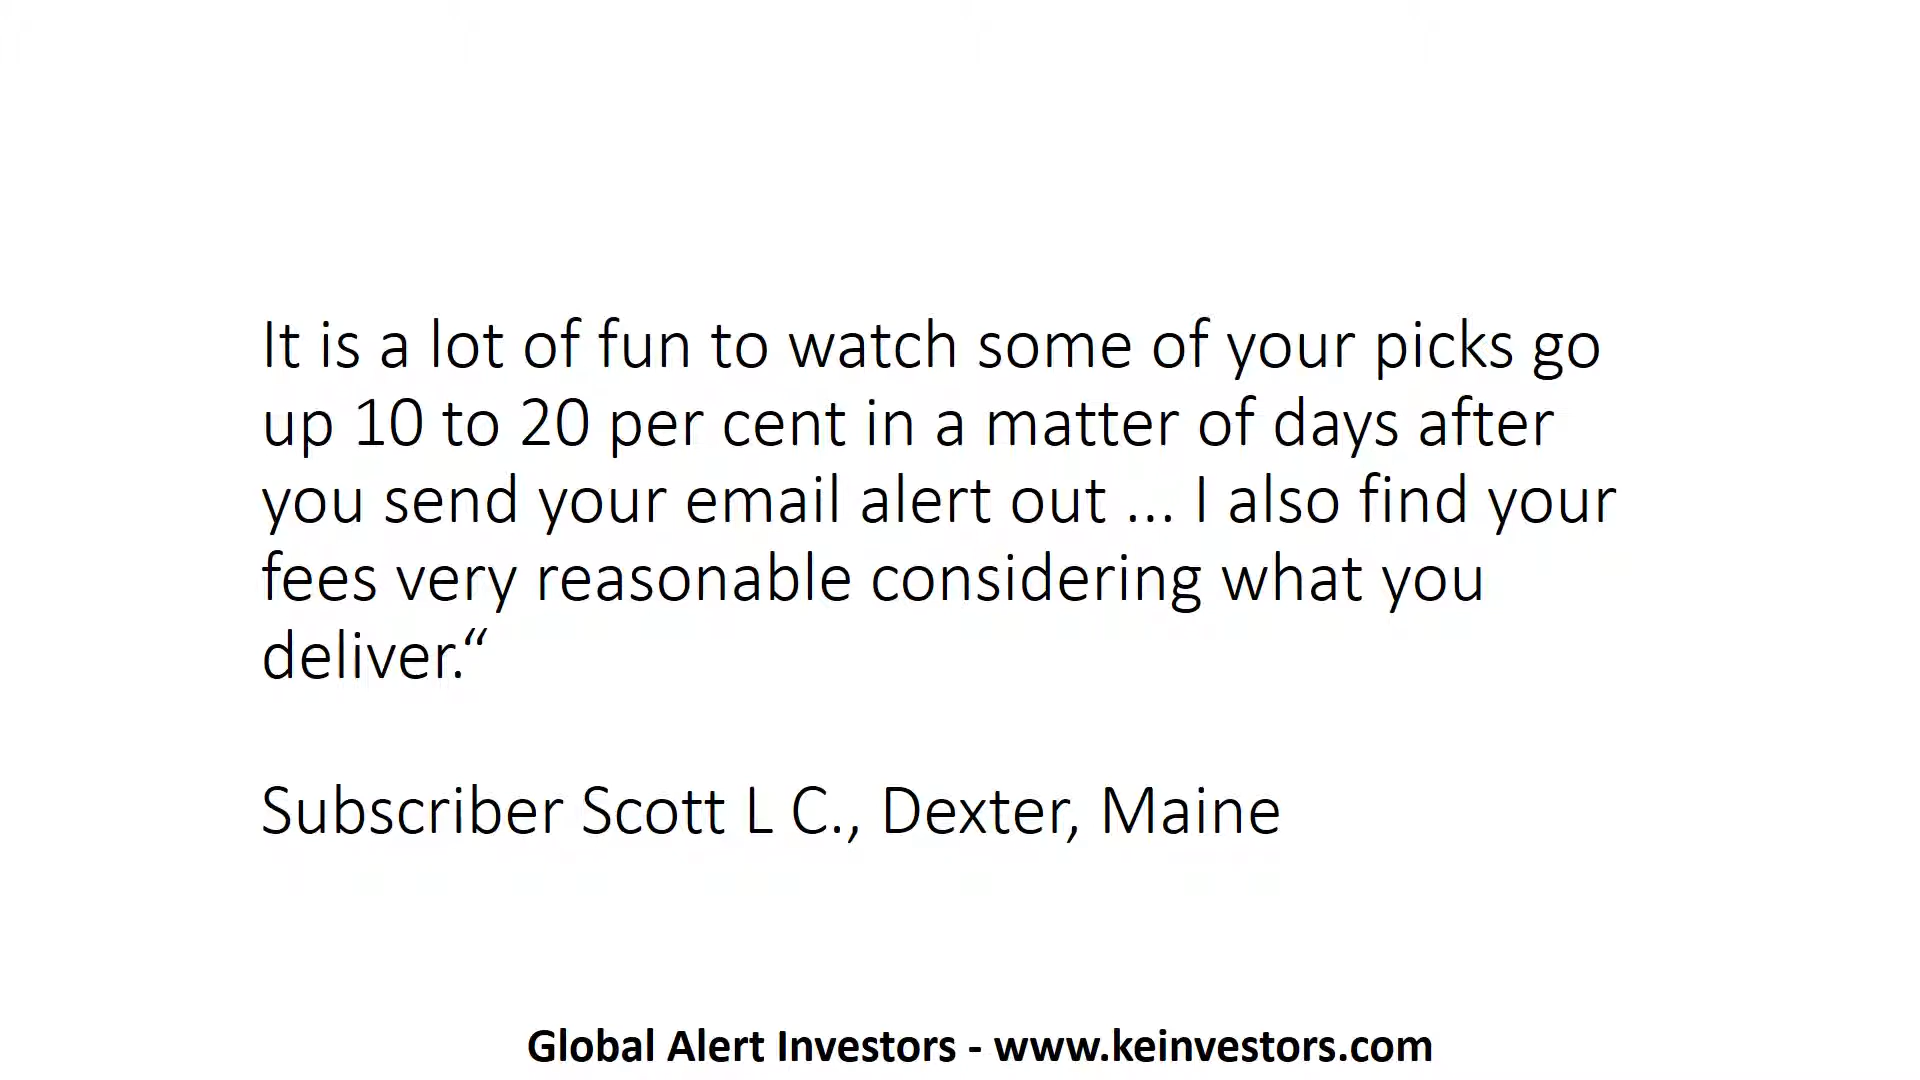 It is a lot of fun to watch some of your picks go
up 10 to 20 per cent in a matter of days after
you send your email alert out ... I also find your
fees very reasonable considering what you
deliver.“
Subscriber Scott L C., Dexter, Maine
Global Alert Investors - www.keinvestors.com